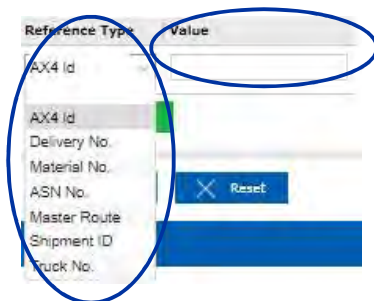 Reference Type Value
AX4 Id
AX4 Id
Delivery No.
Material No.
ASN No.
Master Route
Reset
Shipment ID
Truck No.